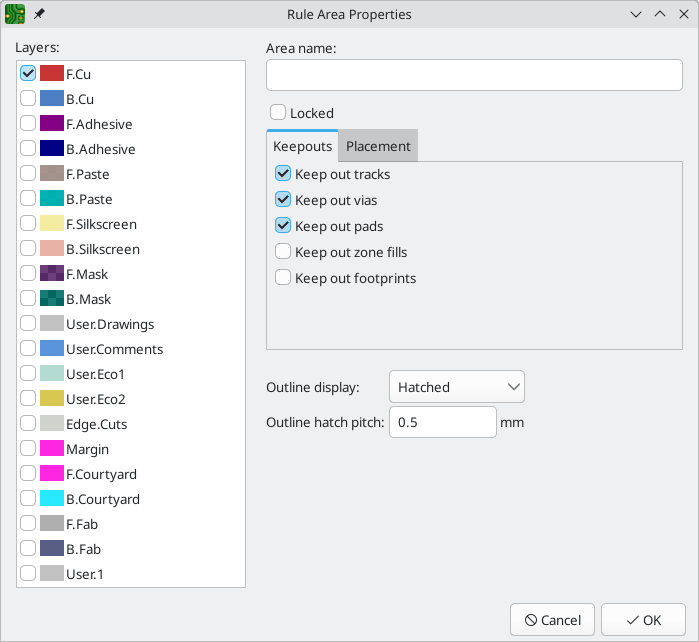 Rule Area Properties
Layers:
F.Cu
B.Cu
F.Adhesive
B.Adhesive
F.Paste
B.Paste
F.Silkscreen
B.Silkscreen
F.Mask
B.Mask
User.Drawings
User.Comments
User.Eco1
User.Eco2
Edge.Cuts
Margin
F.Courtyard
B.Courtyard
F.Fab
B.Fab
User.1
Area name:
Locked
Keepouts Placement
Keep out tracks
Keep out vias
Keep out pads
Keep out zone fills
Keep out footprints
Outline display: Hatched
Outline hatch pitch: 0.5 mm
Cancel OK